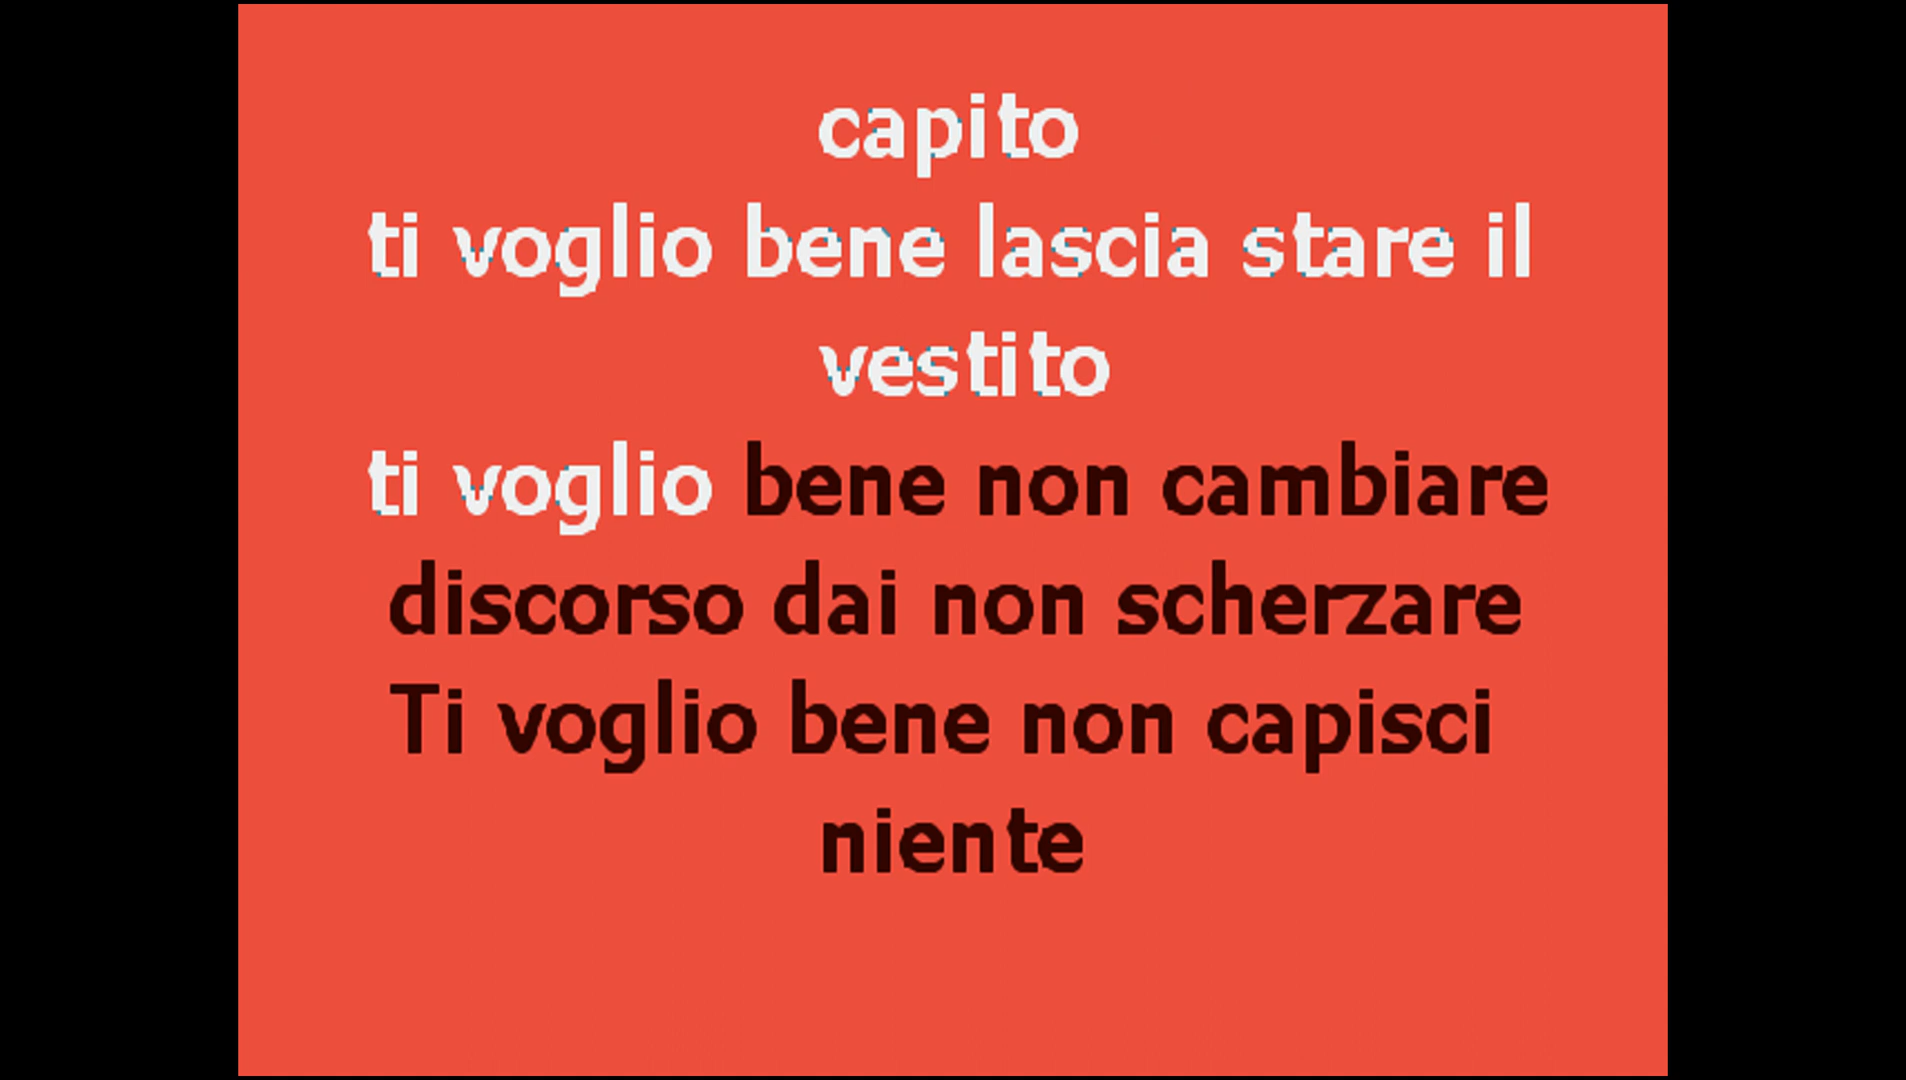 capito
ti voglio bene lascia stare il
vestito
ti voglio bene non cambiare
discorso dai non scherzare
Ti voglio bene non capisci
niente